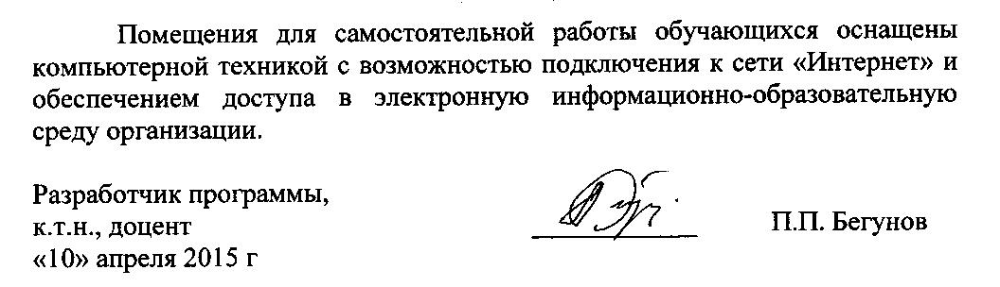 Помещения для самостоятельной работы обучающихся оснащены
компьютерной техникой с возможностью подключения к сети «Интернет» и
обеспечением доступа в электронную информационно-образовательную
среду организации.
Разработчик программы,
к.т.н., доцент
П.П. Бегунов
«10» апреля 2015 г